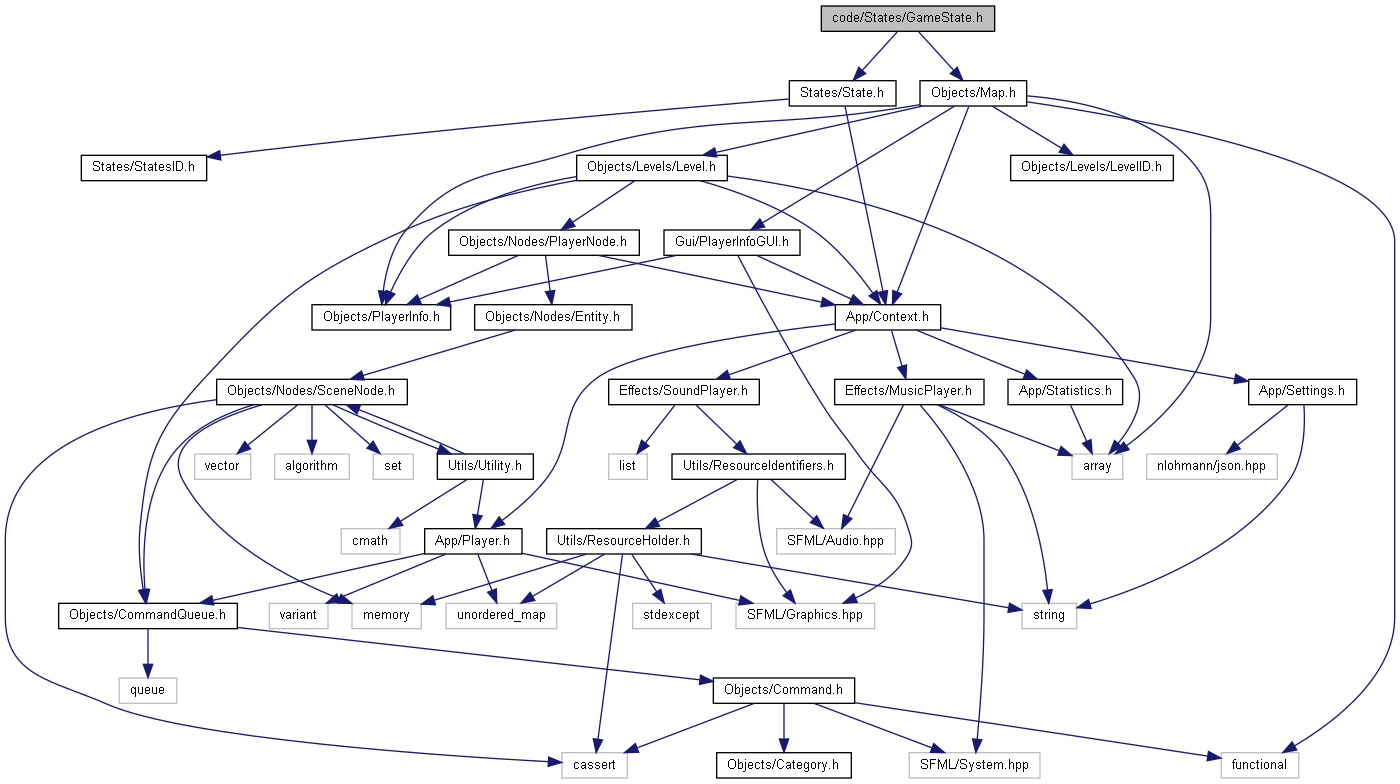 code/States/GameState.h
States/State.h
Objects/Map.h
States/StatesID.h
Objects/Levels/Level.h
Objects/Levels/LevelID.h
Objects/Nodes/PlayerNode.h
Gui/PlayerInfoGUI.h
Objects/PlayerInfo.h
Objects/Nodes/Entity.h
App/Context.h
Objects/Nodes/SceneNode.h
Effects/SoundPlayer.h
Effects/MusicPlayer.h
App/Statistics.h
App/Settings.h
vector
algorithm
set
Utils/Utility.h
list
Utils/ResourceIdentifiers.h
array
nlohmann/json.hpp
cmath
App/Player.h
Utils/ResourceHolder.h
SFML/Audio.hpp
Objects/CommandQueue.h
variant
memory
unordered_map
stdexcept
SFML/Graphics.hpp
string
queue
Objects/Command.h
cassert
Objects/Category.h
SFML/System.hpp
functional